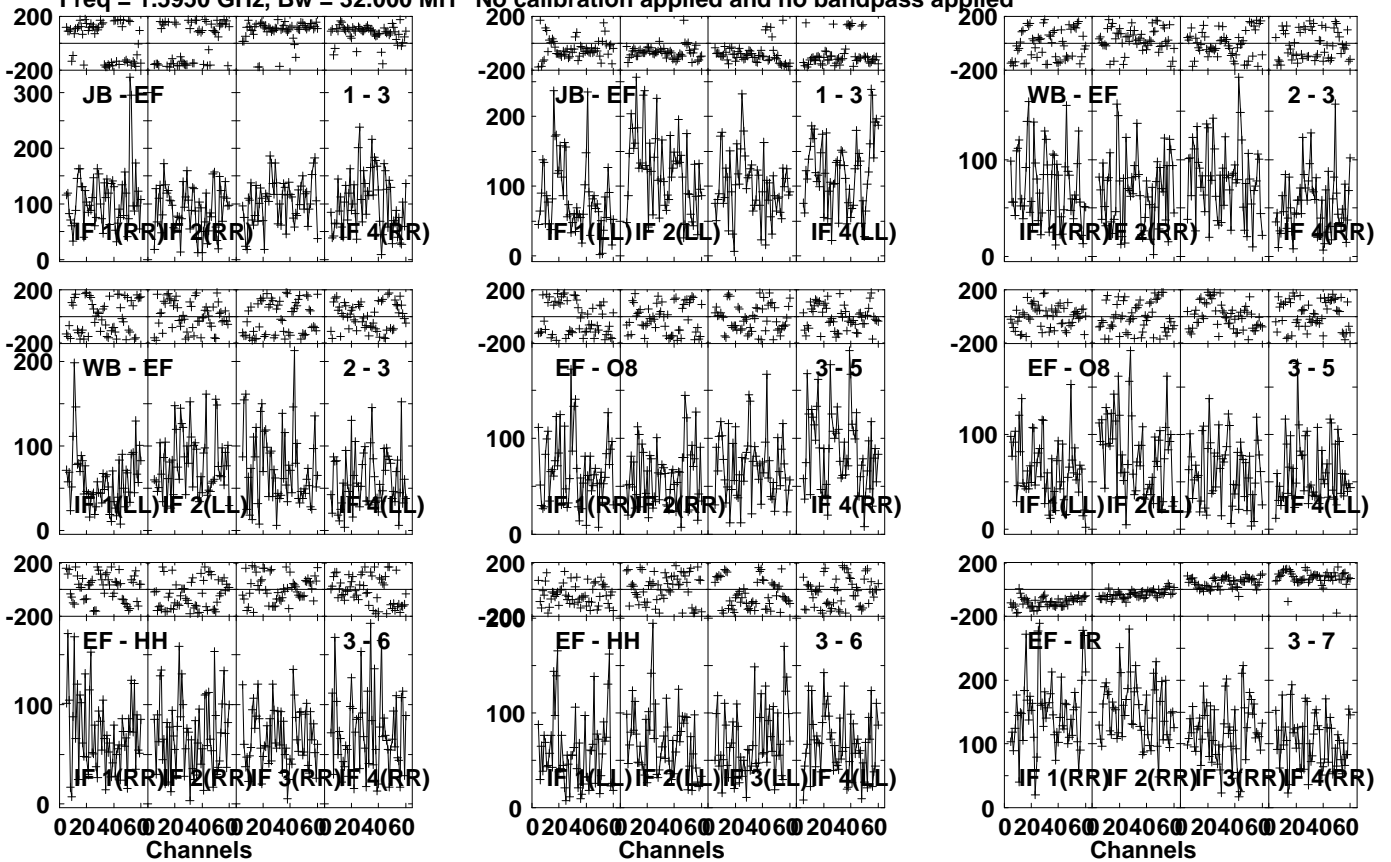 Freq = 1.5950 GHz, Bw = 32.000 MH No calibration applied and no bandpass applied
200
-200
JB - EF 1 - 3
300
200
100
0
IF 1(RR) IF 2(RR) IF 4(RR)
JB - EF 1 - 3
200
100
0
IF 1(LL) IF 2(LL) IF 4(LL)
200
-200
WB - EF 2 - 3
100
0
IF 1(RR) IF 2(RR) IF 4(RR)
200
-200
WB - EF 2 - 3
200
100
0
IF 1(LL) IF 2(LL) IF 4(LL)
200
-200
EF - O8 3 - 5
100
0
IF 1(RR) IF 2(RR) IF 4(RR)
200
-200
EF - O8 3 - 5
100
0
IF 1(LL) IF 2(LL) IF 4(LL)
200
-200
EF - HH 3 - 6
100
0
IF 1(RR) IF 2(RR) IF 3(RR) IF 4(RR)
0 20 40 60 0 20 40 60 0 20 40 60 0 20 40 60
Channels
200
-200
200
EF - HH 3 - 6
100
0
IF 1(LL) IF 2(LL) IF 3(LL) IF 4(LL)
0 20 40 60 0 20 40 60 0 20 40 60 0 20 40 60
Channels
200
-200
EF - IR 3 - 7
200
100
0
IF 1(RR) IF 2(RR) IF 3(RR) IF 4(RR)
0 20 40 60 0 20 40 60 0 20 40 60 0 20 40 60
Channels